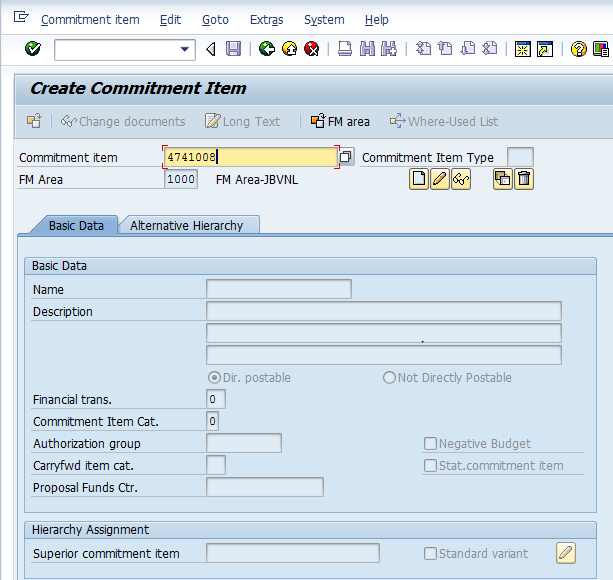 Commitment item Edit Goto Extras System Help
Create Commitment Item
Change documents Long Text FM area Where-Used List
Commitment item 4741008 Commitment Item Type
FM Area 1000 FM Area-JBVNL
Basic Data Alternative Hierarchy
Basic Data
Name
Description
Dir. postable Not Directly Postable
Financial trans. 0
Commitment Item Cat. 0
Authorization group Negative Budget
Carryfwd item cat. Stat.commitment item
Proposal Funds Ctr.
Hierarchy Assignment
Superior commitment item Standard variant